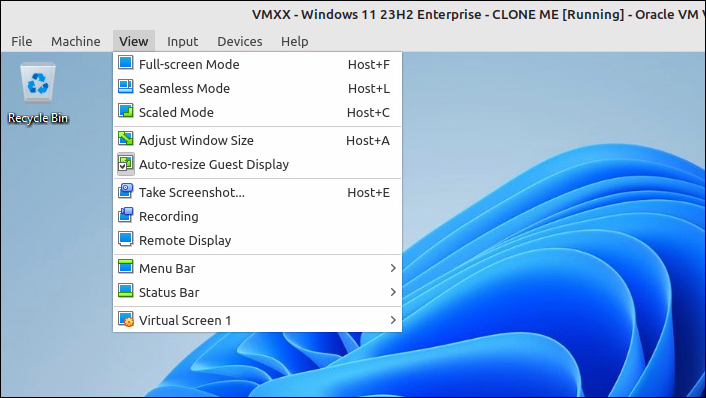 VMXX - Windows 11 23H2 Enterprise - CLONE ME [Running] - Oracle VM V
File Machine View Input Devices Help
Recycle Bin
Full-screen Mode Host+F
Seamless Mode Host+L
Scaled Mode Host+C
Adjust Window Size Host+A
Auto-resize Guest Display
Take Screenshot... Host+E
Recording
Remote Display
Menu Bar
Status Bar
Virtual Screen 1